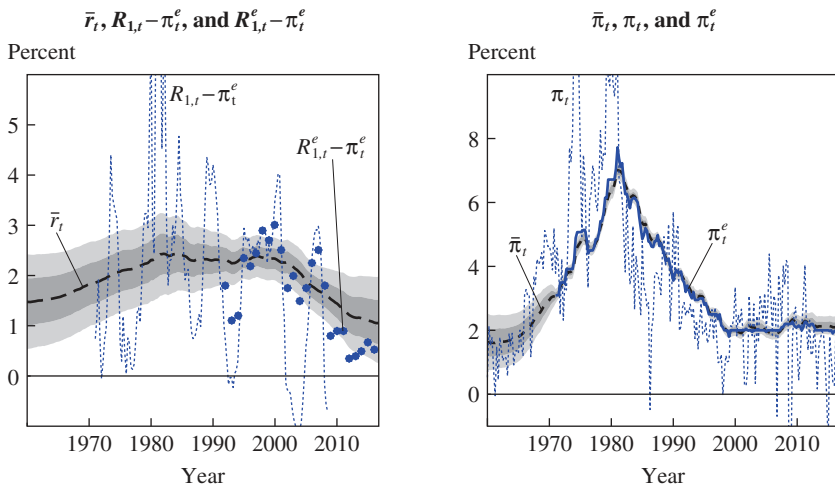 r̄ₜ, R₁,ₜ – πₜᵉ, and Rᵉ₁,ₜ – πₜᵉ
Percent
R₁,ₜ – πₜᵉ
Rᵉ₁,ₜ – πₜᵉ
r̄ₜ
5
4
3
2
1
0
1970 1980 1990 2000 2010
Year
π̄ₜ, πₜ, and πₜᵉ
Percent
πₜ
π̄ₜ
πₜᵉ
8
6
4
2
0
1970 1980 1990 2000 2010
Year